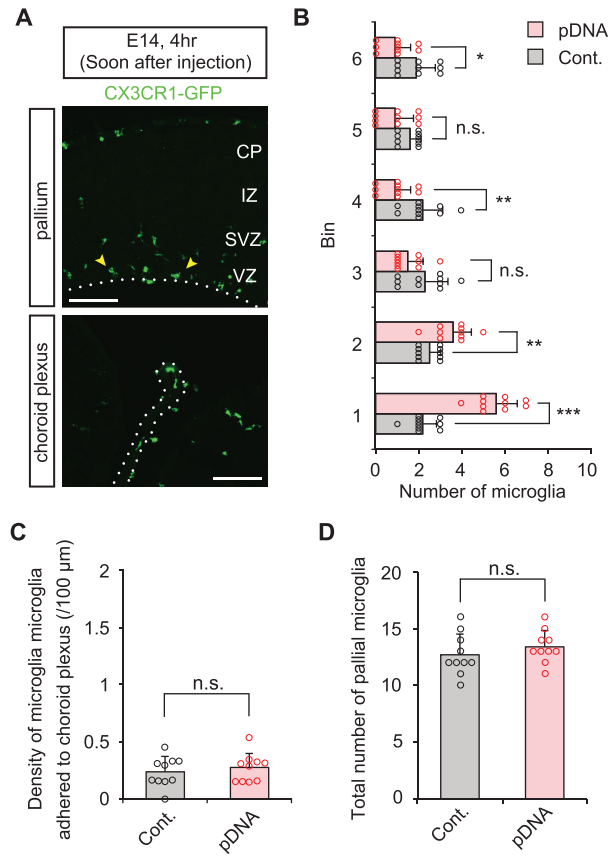 A
E14, 4hr
(Soon after injection)
CX3CR1-GFP
pallium
CP
IZ
SVZ
VZ
choroid plexus
B
pDNA
Cont.
Bin
6
*
5
n.s.
4
**
3
n.s.
2
**
1
***
0 2 4 6 8 10
Number of microglia
C
Density of microglia microglia
adhered to choroid plexus (/100 μm)
2
1.5
1
0.5
0
n.s.
Cont.
pDNA
D
Total number of pallial microglia
20
15
10
5
0
n.s.
Cont.
pDNA